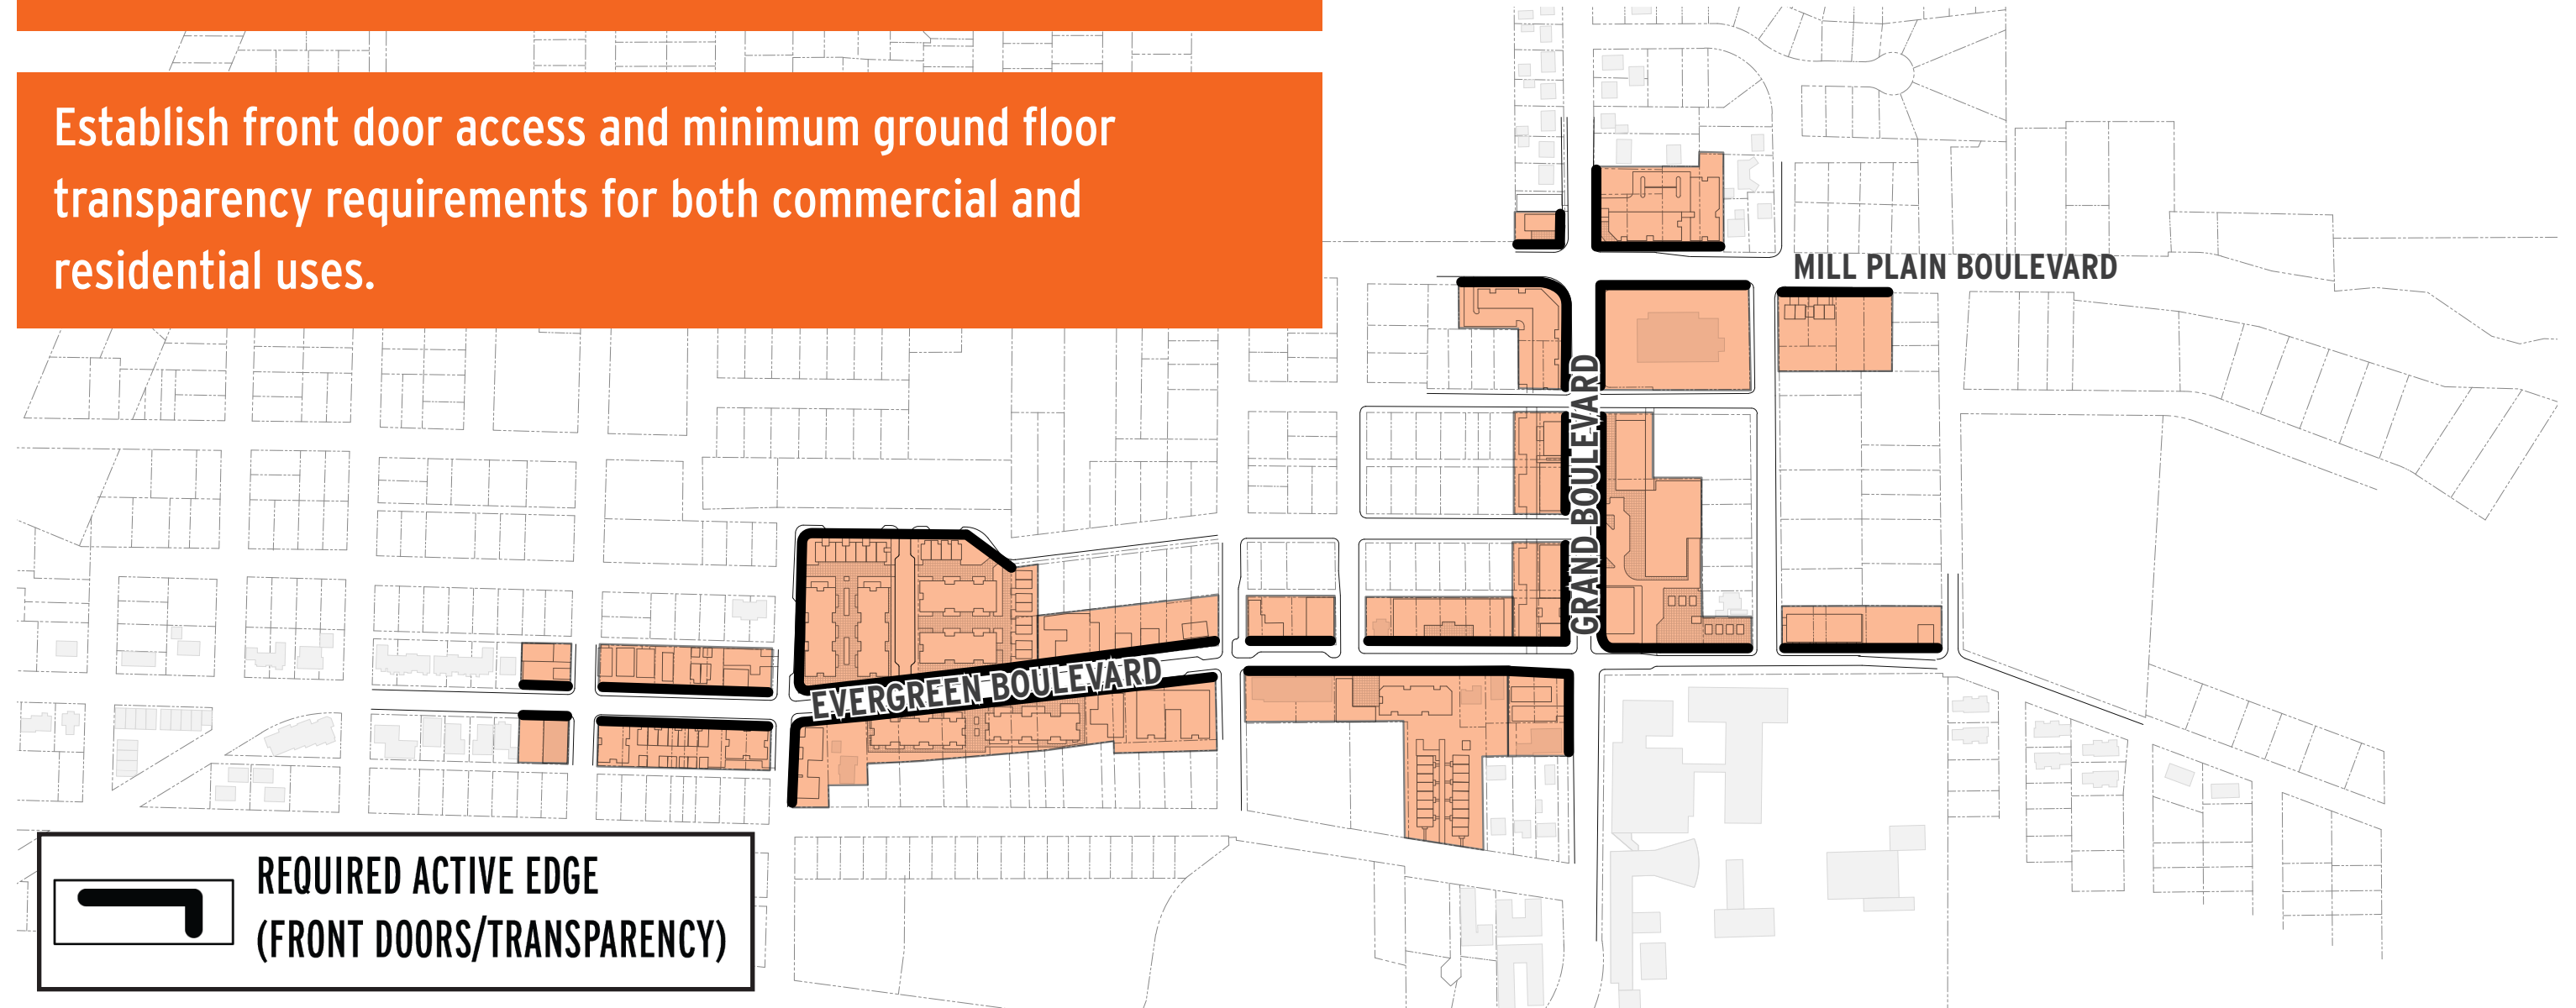 Establish front door access and minimum ground floor
transparency requirements for both commercial and
residential uses.
MILL PLAIN BOULEVARD
GRAND BOULEVARD
EVERGREEN BOULEVARD
REQUIRED ACTIVE EDGE
(FRONT DOORS/TRANSPARENCY)